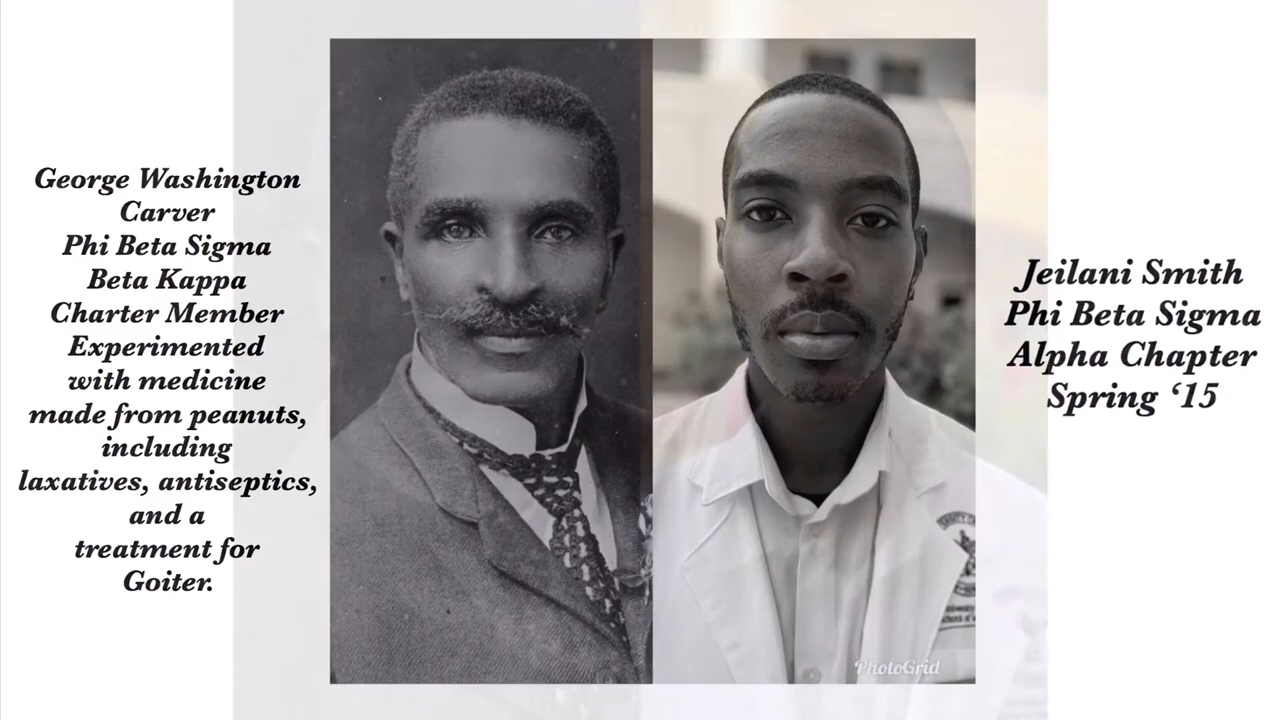 George Washington
Carver
Phi Beta Sigma
Beta Kappa
Charter Member
Experimented
with medicine
made from peanuts,
including
laxatives, antiseptics,
and a
treatment for
Goiter.
Jeilani Smith
Phi Beta Sigma
Alpha Chapter
Spring ‘15
PhotoGrid